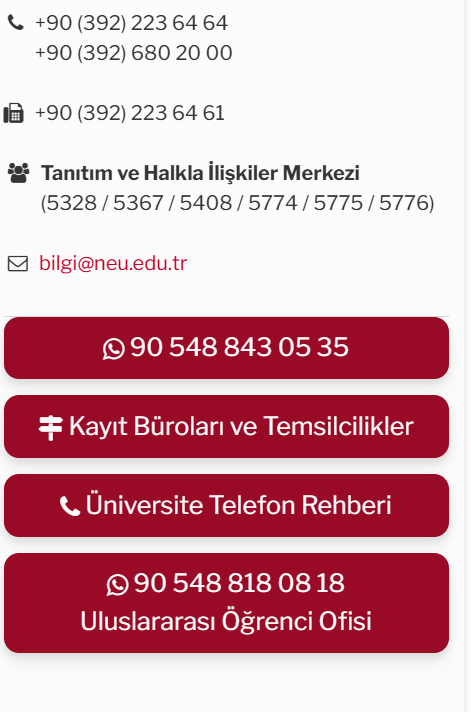 +90 (392) 223 64 64
+90 (392) 680 20 00
+90 (392) 223 64 61
Tanıtım ve Halkla İlişkiler Merkezi
(5328 / 5367 / 5408 / 5774 / 5775 / 5776)
bilgi@neu.edu.tr
90 548 843 05 35
Kayıt Büroları ve Temsilcilikler
Üniversite Telefon Rehberi
90 548 818 08 18
Uluslararası Öğrenci Ofisi